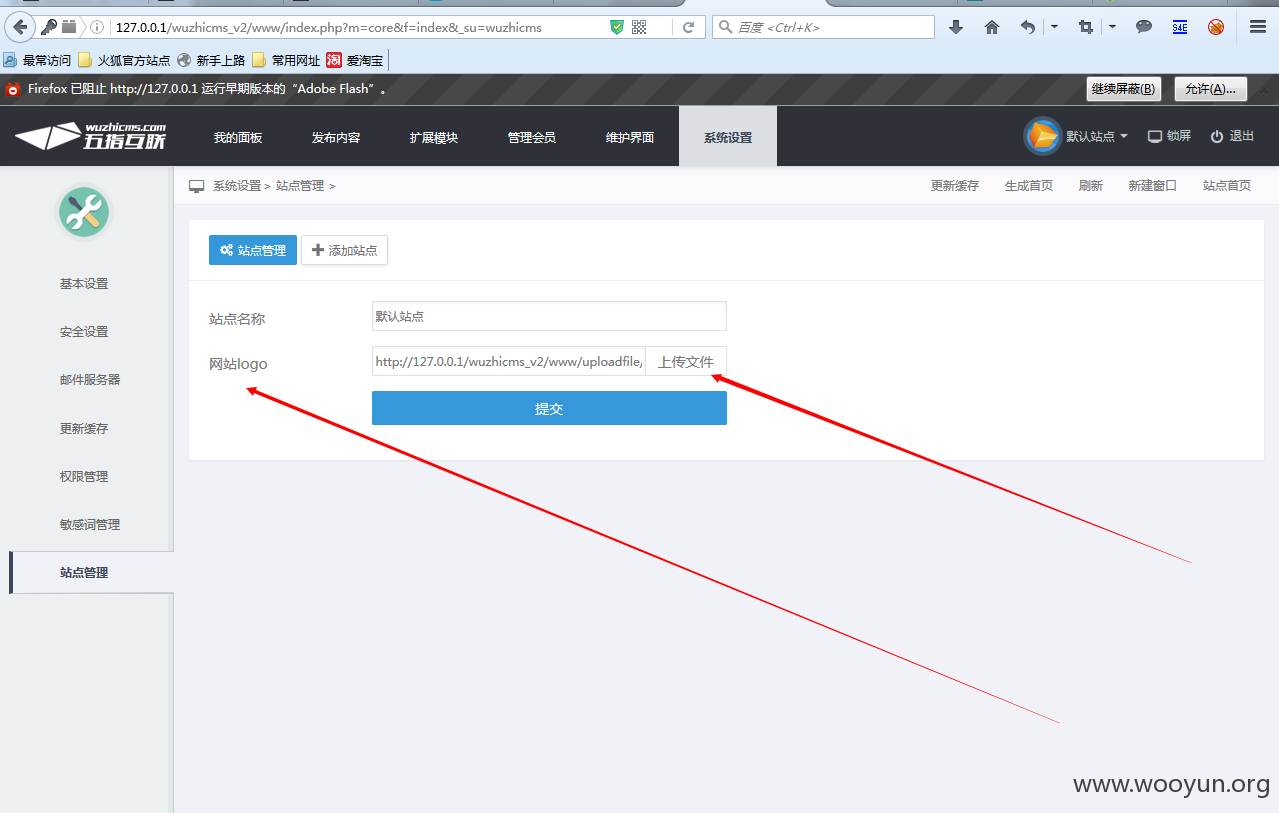 127.0.0.1/wuzhicms_v2/www/index.php?m=core&f=index&_su=wuzhicms
百度 <Ctrl+K>
S4E
最常访问 火狐官方站点 新手上路 常用网址 淘 爱淘宝
Firefox 已阻止 http://127.0.0.1 运行早期版本的“Adobe Flash”。 继续屏蔽(B) 允许(A)...
wuzhicms.com
五指互联
我的面板 发布内容 扩展模块 管理会员 维护界面 系统设置 默认站点 锁屏 退出
系统设置 > 站点管理 > 更新缓存 生成首页 刷新 新建窗口 站点首页
站点管理 添加站点
基本设置
安全设置
邮件服务器
更新缓存
权限管理
敏感词管理
站点管理
站点名称 默认站点
网站logo http://127.0.0.1/wuzhicms_v2/www/uploadfile/ 上传文件
提交
www.wooyun.org